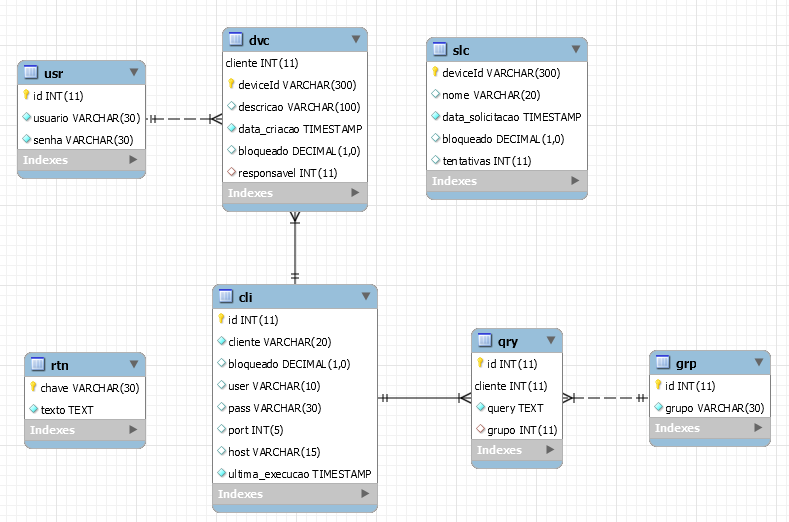 usr
id INT(11)
usuario VARCHAR(30)
senha VARCHAR(30)
Indexes
dvc
cliente INT(11)
deviceId VARCHAR(300)
descricao VARCHAR(100)
data_criacao TIMESTAMP
bloqueado DECIMAL(1,0)
responsavel INT(11)
Indexes
slc
deviceId VARCHAR(300)
nome VARCHAR(20)
data_solicitacao TIMESTAMP
bloqueado DECIMAL(1,0)
tentativas INT(11)
Indexes
rtn
chave VARCHAR(30)
texto TEXT
Indexes
cli
id INT(11)
cliente VARCHAR(20)
bloqueado DECIMAL(1,0)
user VARCHAR(10)
pass VARCHAR(30)
port INT(5)
host VARCHAR(15)
ultima_execucao TIMESTAMP
Indexes
qry
id INT(11)
cliente INT(11)
query TEXT
grupo INT(11)
Indexes
grp
id INT(11)
grupo VARCHAR(30)
Indexes